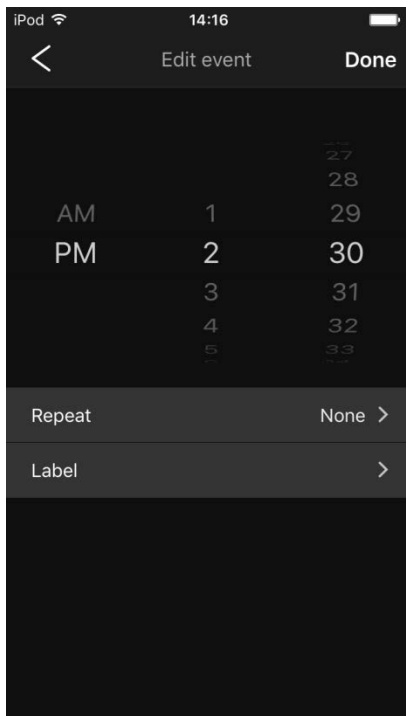 iPod 14:16
Edit event Done
27
28
AM 1 29
PM 2 30
3 31
4 32
5 33
Repeat None
Label